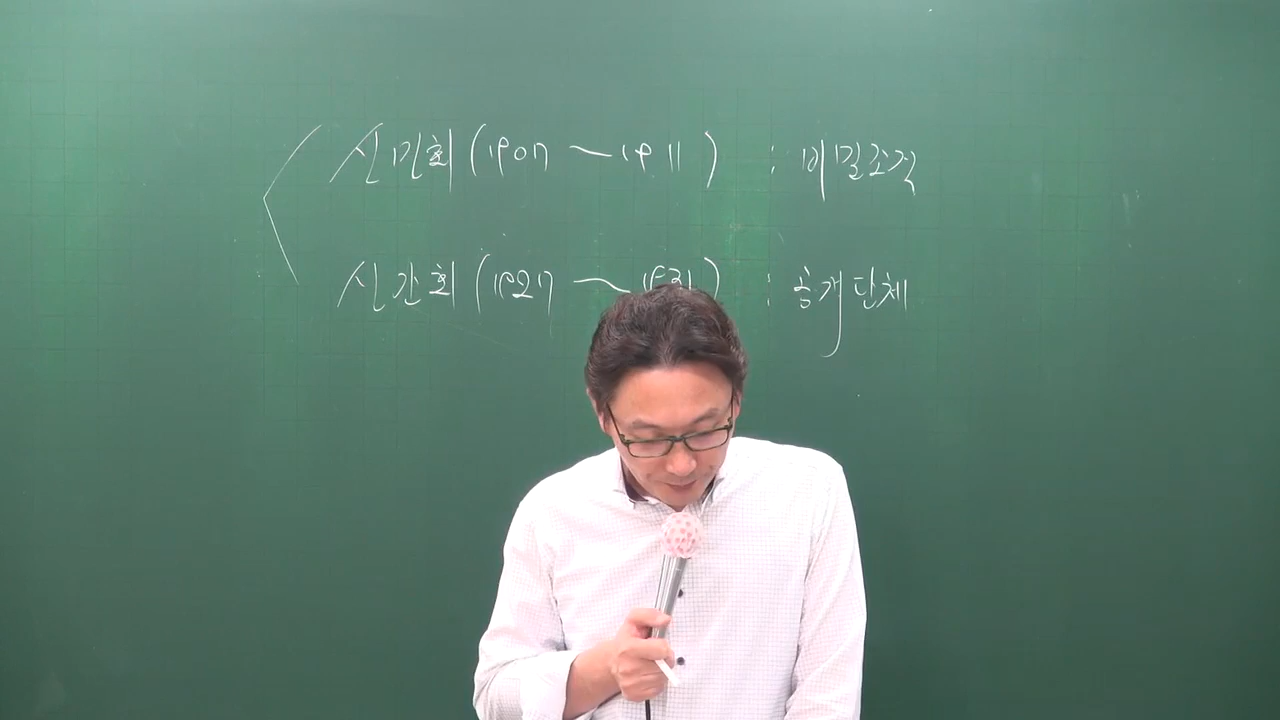 신민회 (1907 ~ 1911) : 비밀조직
신간회 (1927 ~ 1931) : 공개단체